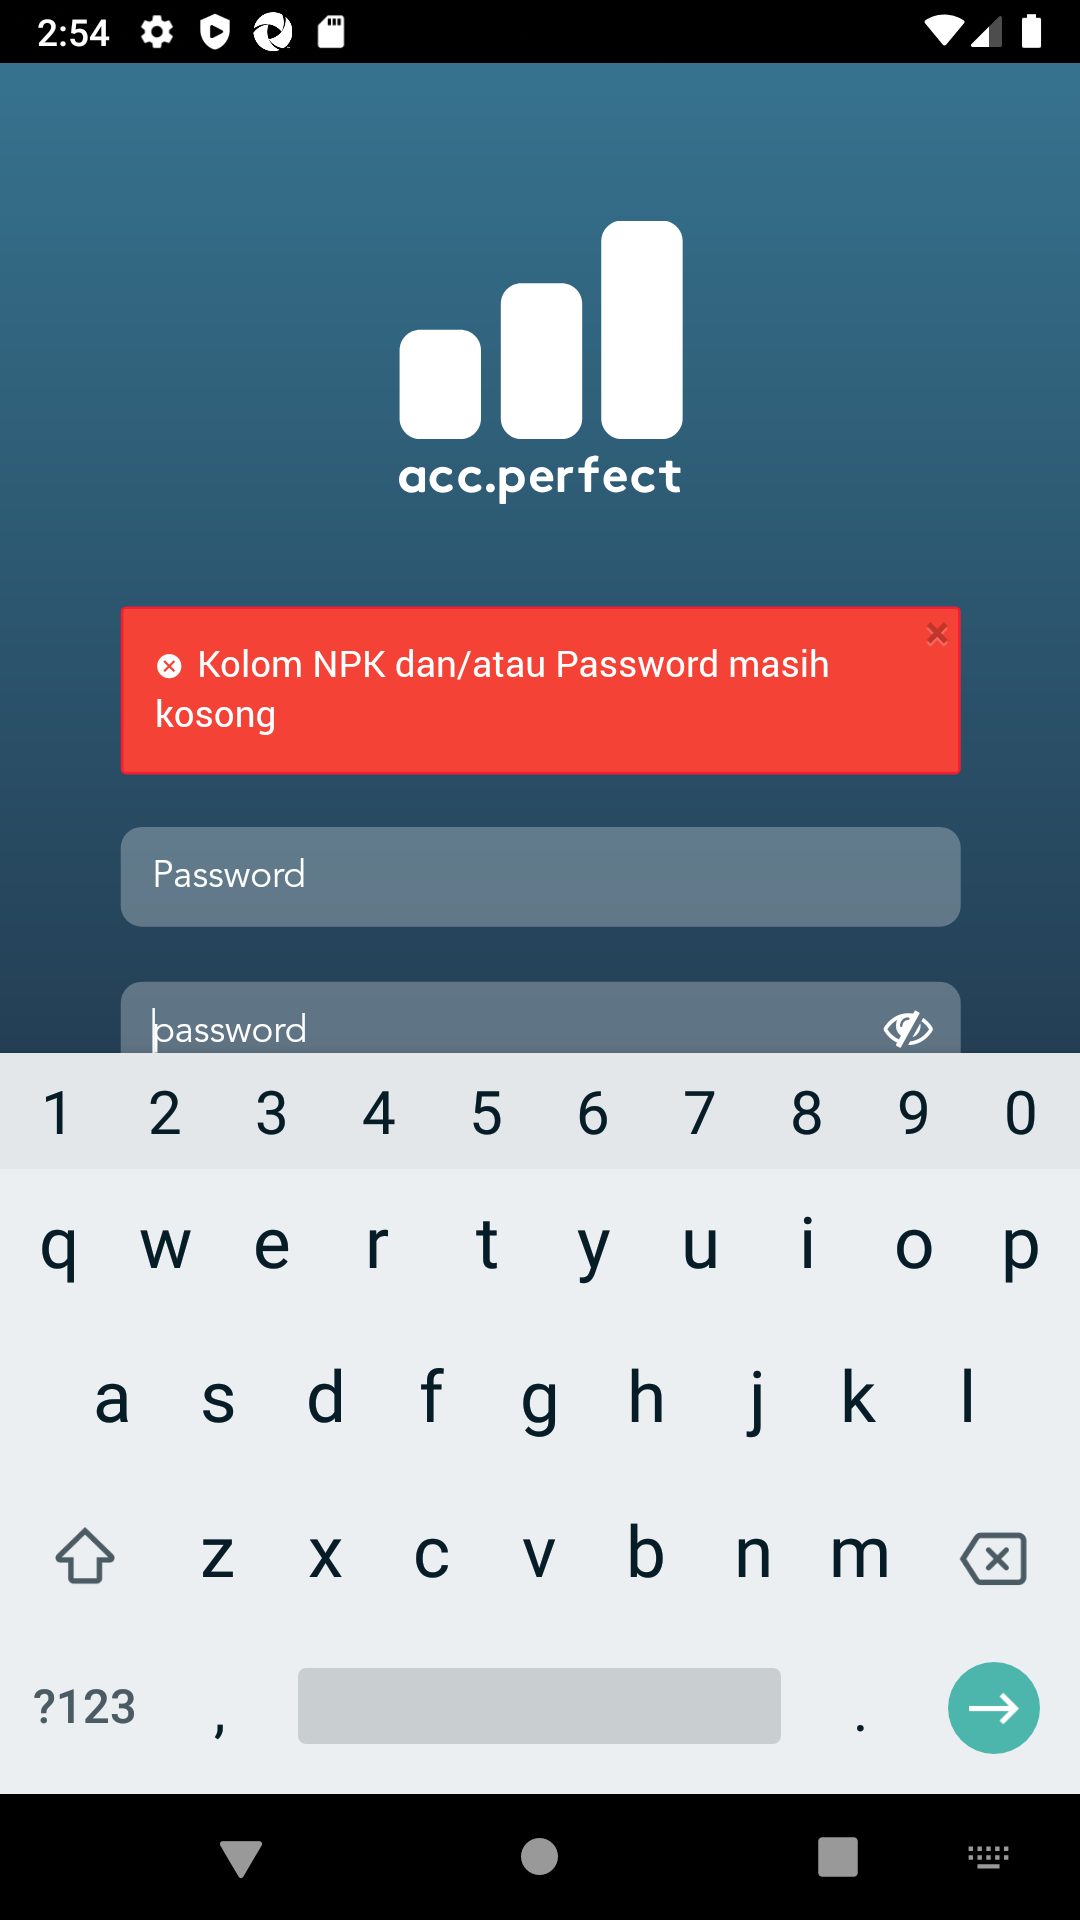 2:54
acc.perfect
Kolom NPK dan/atau Password masih
kosong
Password
password
1 2 3 4 5 6 7 8 9 0
q w e r t y u i o p
a s d f g h j k l
z x c v b n m
?123 , .